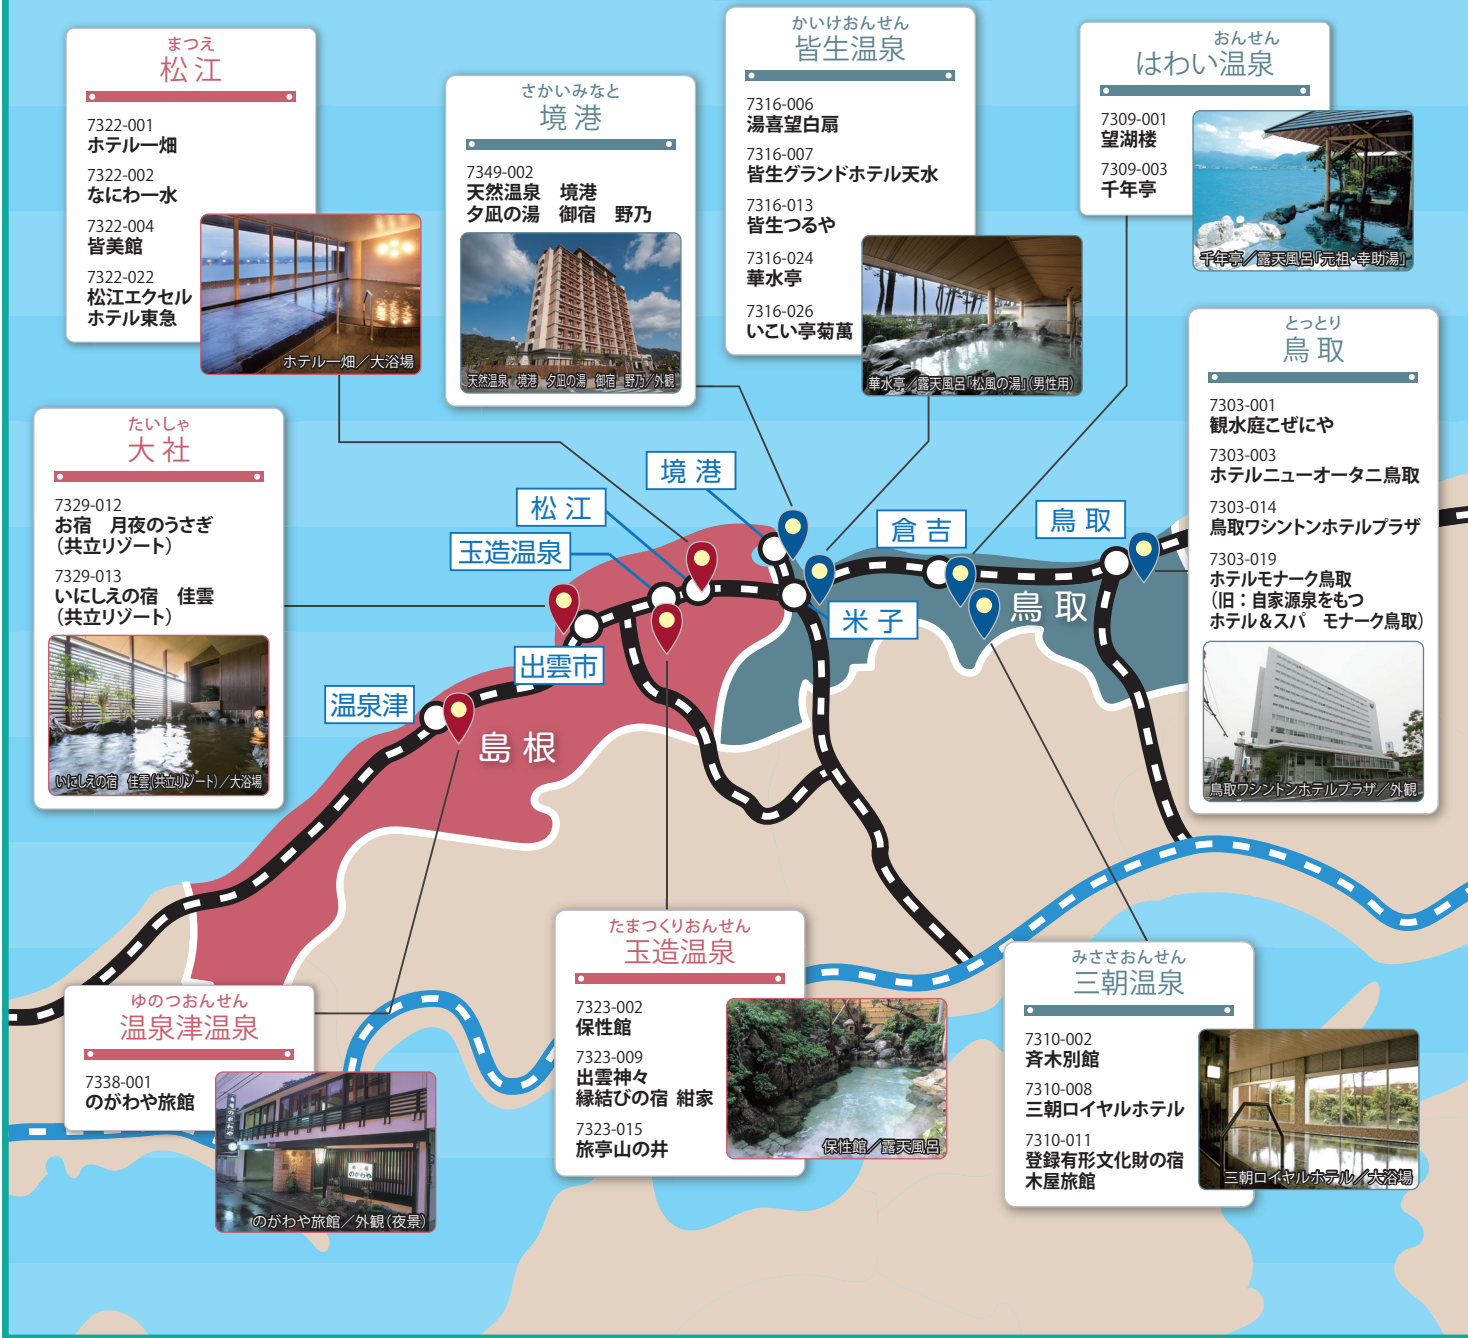 まつえ
松江
7322-001
ホテル一畑
7322-002
なにわ一水
7322-004
皆美館
7322-022
松江エクセル
ホテル東急
ホテル一畑／大浴場
さかいみなと
境港
7349-002
天然温泉　境港
夕凪の湯　御宿　野乃
天然温泉　境港　夕凪の湯　御宿　野乃／外観
かいけおんせん
皆生温泉
7316-006
湯喜望白扇
7316-007
皆生グランドホテル天水
7316-013
皆生つるや
7316-024
華水亭
7316-026
いこい亭菊萬
華水亭／露天風呂「松風の湯」（男性用）
おんせん
はわい温泉
7309-001
望湖楼
7309-003
千年亭
千年亭／露天風呂「元祖・幸助湯」
とっとり
鳥取
7303-001
観水庭こぜにや
7303-003
ホテルニューオータニ鳥取
7303-014
鳥取ワシントンホテルプラザ
7303-019
ホテルモナーク鳥取
（旧：自家源泉をもつ
ホテル＆スパ　モナーク鳥取）
鳥取ワシントンホテルプラザ／外観
たいしゃ
大社
7329-012
お宿　月夜のうさぎ
（共立リゾート）
7329-013
いにしえの宿　佳雲
（共立リゾート）
いにしえの宿　佳雲（共立リゾート）／大浴場
境港
松江
玉造温泉
倉吉
鳥取
米子
出雲市
温泉津
鳥取
島根
ゆのつおんせん
温泉津温泉
7338-001
のがわや旅館
のがわや
のがわや旅館／外観（夜景）
たまつくりおんせん
玉造温泉
7323-002
保性館
7323-009
出雲神々
縁結びの宿 紺家
7323-015
旅亭山の井
保性館／露天風呂
みささおんせん
三朝温泉
7310-002
斉木別館
7310-008
三朝ロイヤルホテル
7310-011
登録有形文化財の宿
木屋旅館
三朝ロイヤルホテル／大浴場